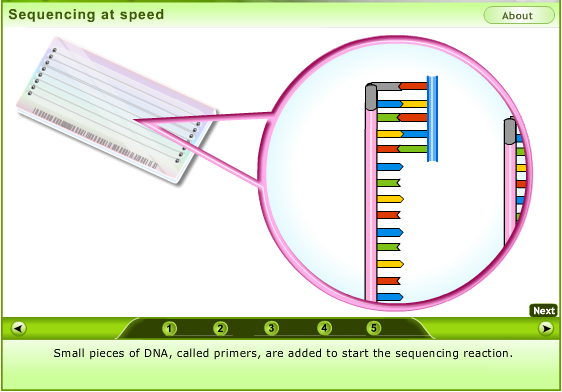 Sequencing at speed
About
Next
1 2 3 4 5
Small pieces of DNA, called primers, are added to start the sequencing reaction.